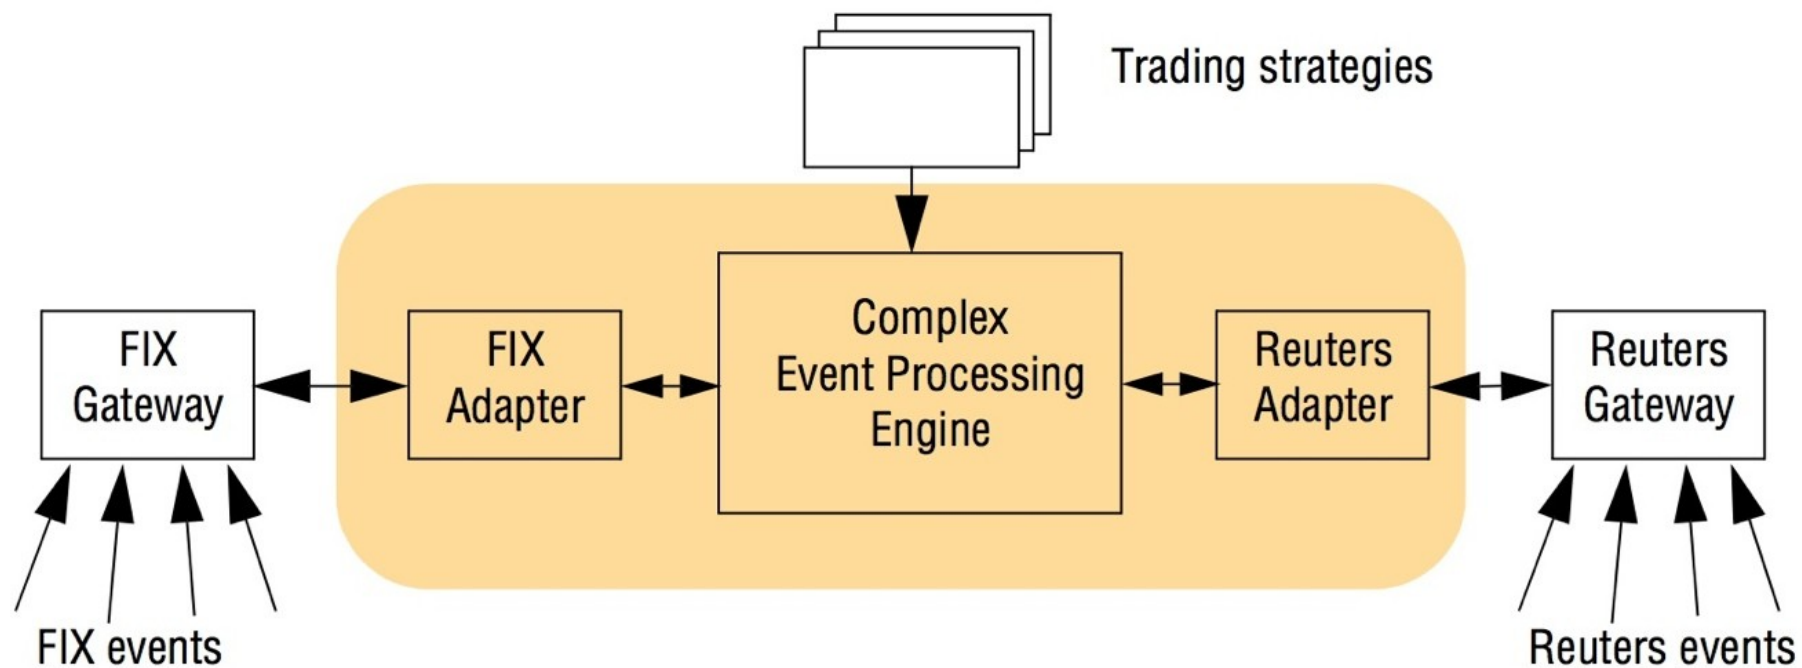 Trading strategies
FIX
Gateway
FIX
Adapter
Complex
Event Processing
Engine
Reuters
Adapter
Reuters
Gateway
FIX events
Reuters events